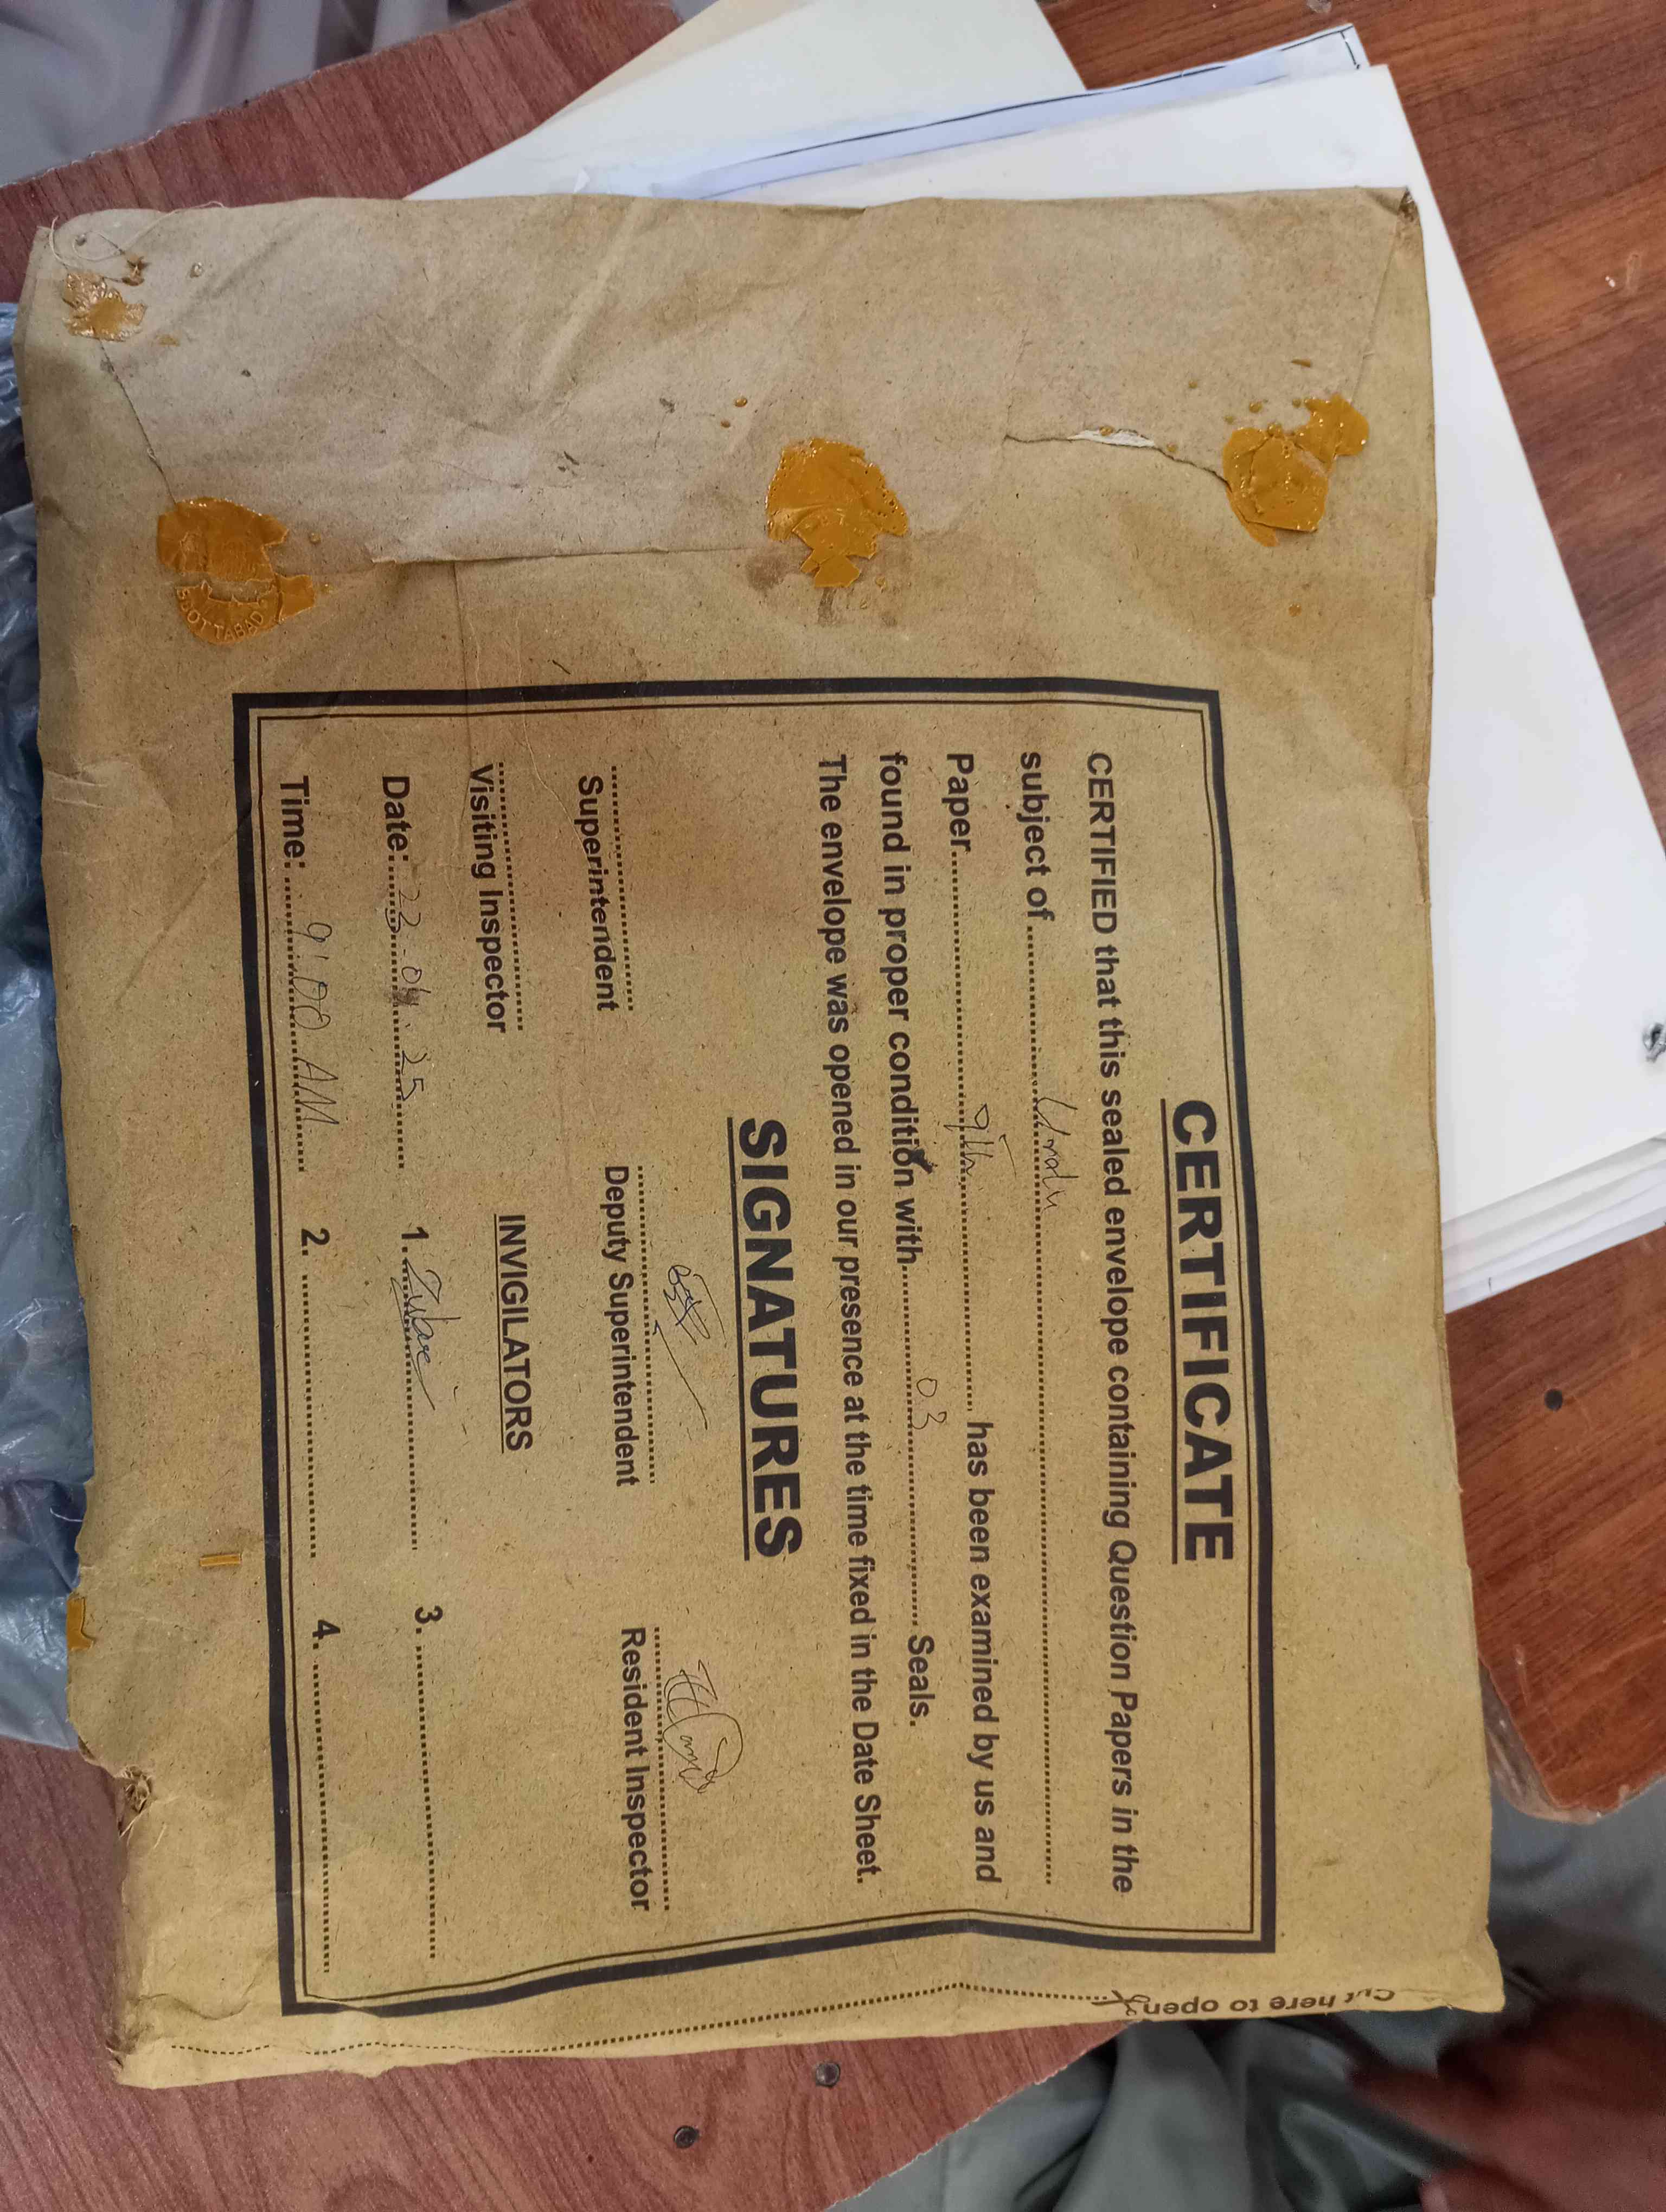 CERTIFICATE
CERTIFIED that this sealed envelope containing Question Papers in the
subject of ........ Urdu ........
Paper ........ 9th ........ has been examined by us and
found in proper condition with ........ 03 ........ Seals.
The envelope was opened in our presence at the time fixed in the Date Sheet.
SIGNATURES
Superintendent Deputy Superintendent Resident Inspector
Visiting Inspector
INVIGILATORS
Date: 22-04-25 1. Zubair 3. ........
Time: 9:00 AM 2. ........ 4. ........
Cut here to open
BBOTTABAD